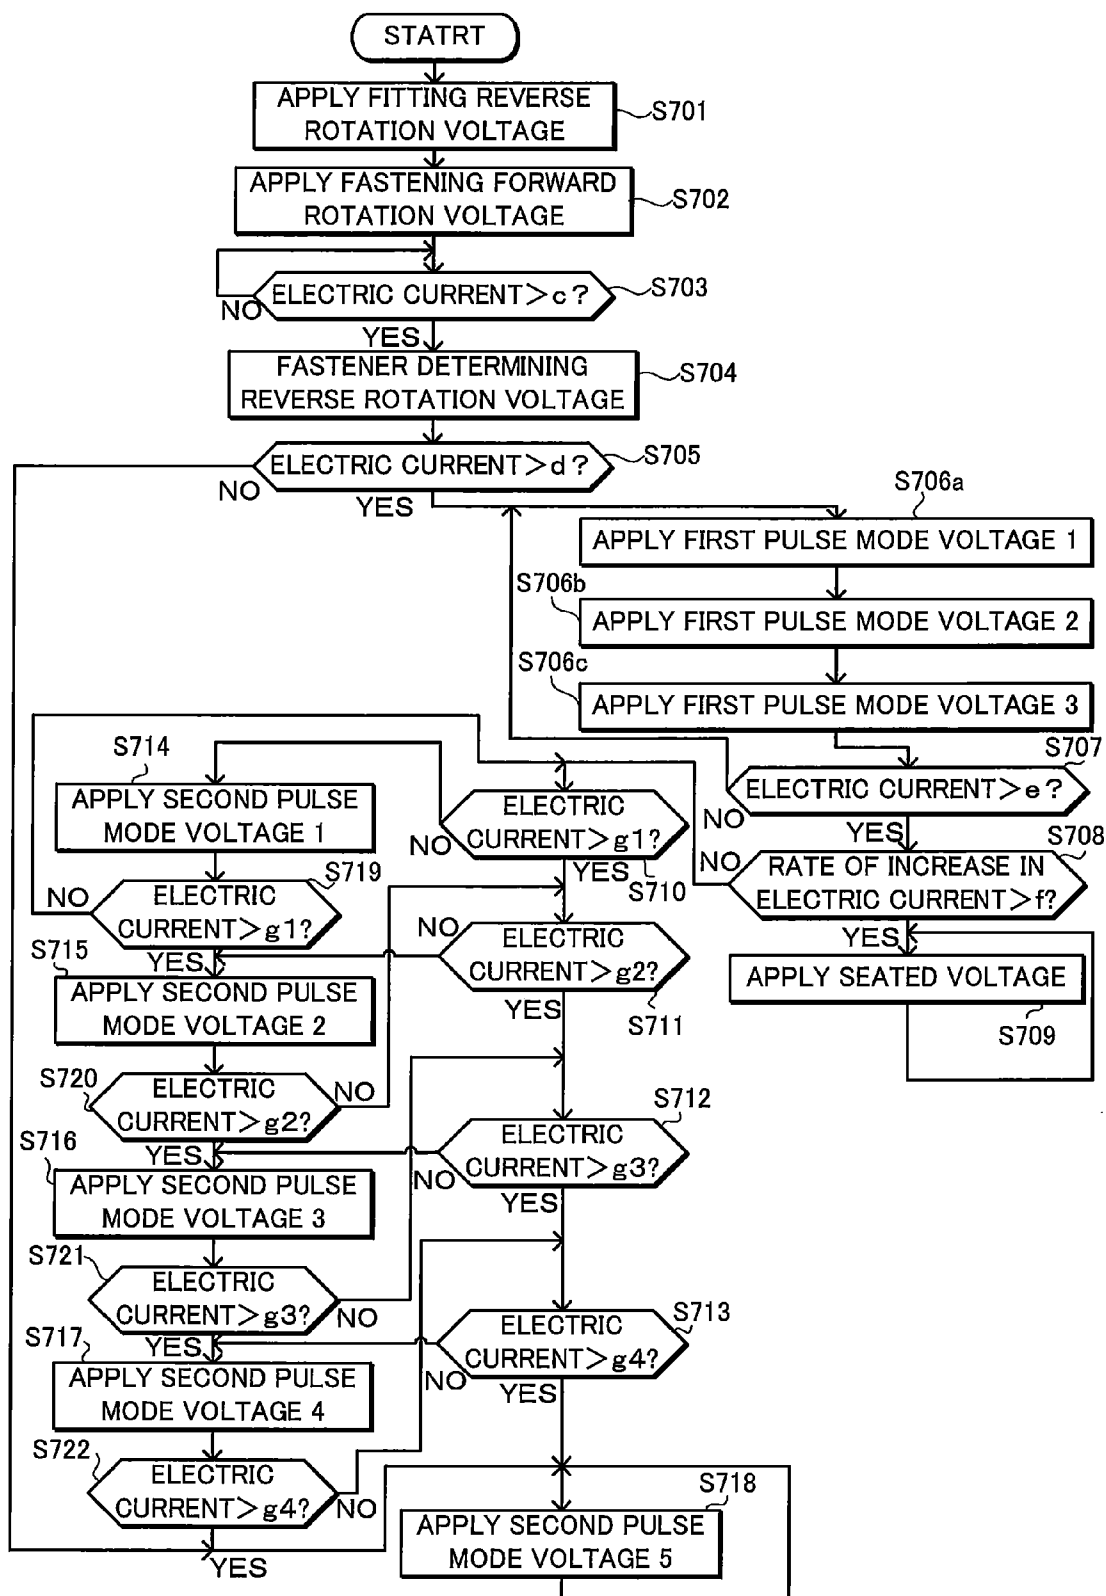 STATRT
APPLY FITTING REVERSE
ROTATION VOLTAGE
S701
APPLY FASTENING FORWARD
ROTATION VOLTAGE
S702
ELECTRIC CURRENT>c?
S703
NO
YES
FASTENER DETERMINING
REVERSE ROTATION VOLTAGE
S704
ELECTRIC CURRENT>d?
S705
NO
YES
S706a
APPLY FIRST PULSE MODE VOLTAGE 1
S706b
APPLY FIRST PULSE MODE VOLTAGE 2
S706c
APPLY FIRST PULSE MODE VOLTAGE 3
S707
ELECTRIC CURRENT>e?
NO
YES
S708
RATE OF INCREASE IN
ELECTRIC CURRENT>f?
NO
YES
APPLY SEATED VOLTAGE
S709
ELECTRIC
CURRENT>g1?
NO
YES
S710
S714
APPLY SECOND PULSE
MODE VOLTAGE 1
S719
ELECTRIC
CURRENT>g1?
NO
YES
ELECTRIC
CURRENT>g2?
NO
YES
S711
S715
APPLY SECOND PULSE
MODE VOLTAGE 2
S720
ELECTRIC
CURRENT>g2?
NO
YES
S712
ELECTRIC
CURRENT>g3?
NO
YES
S716
APPLY SECOND PULSE
MODE VOLTAGE 3
S721
ELECTRIC
CURRENT>g3?
NO
YES
S713
ELECTRIC
CURRENT>g4?
NO
YES
S717
APPLY SECOND PULSE
MODE VOLTAGE 4
S722
ELECTRIC
CURRENT>g4?
NO
YES
S718
APPLY SECOND PULSE
MODE VOLTAGE 5